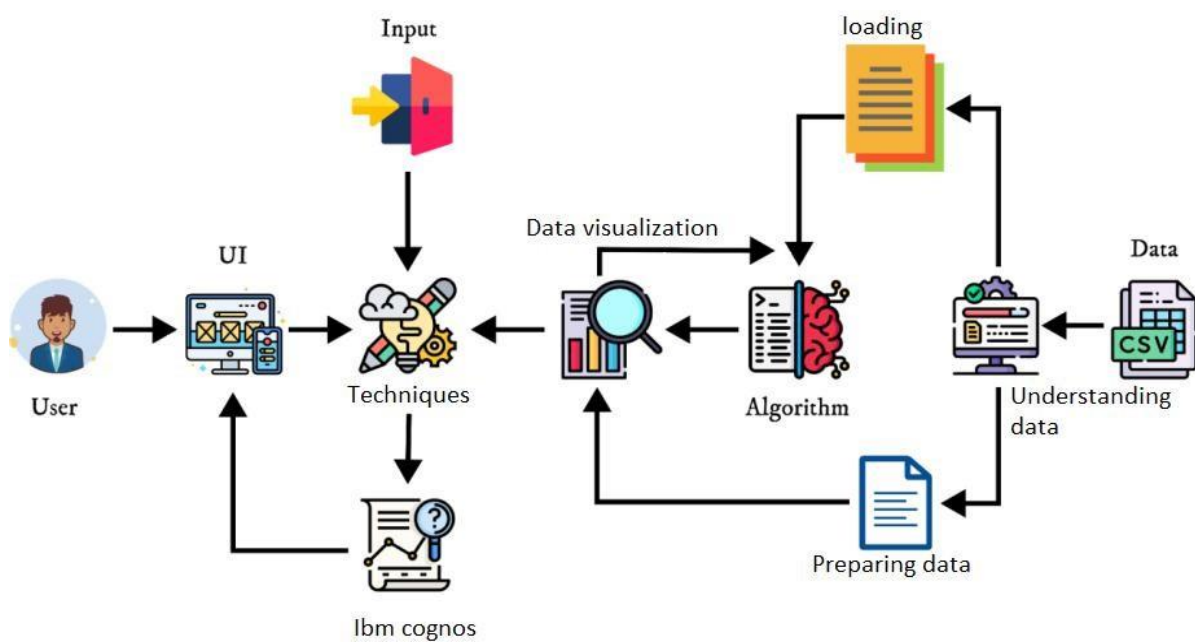 Input
loading
Data visualization
UI
Data
CSV
User
Techniques
Algorithm
Understanding
data
?
Preparing data
Ibm cognos